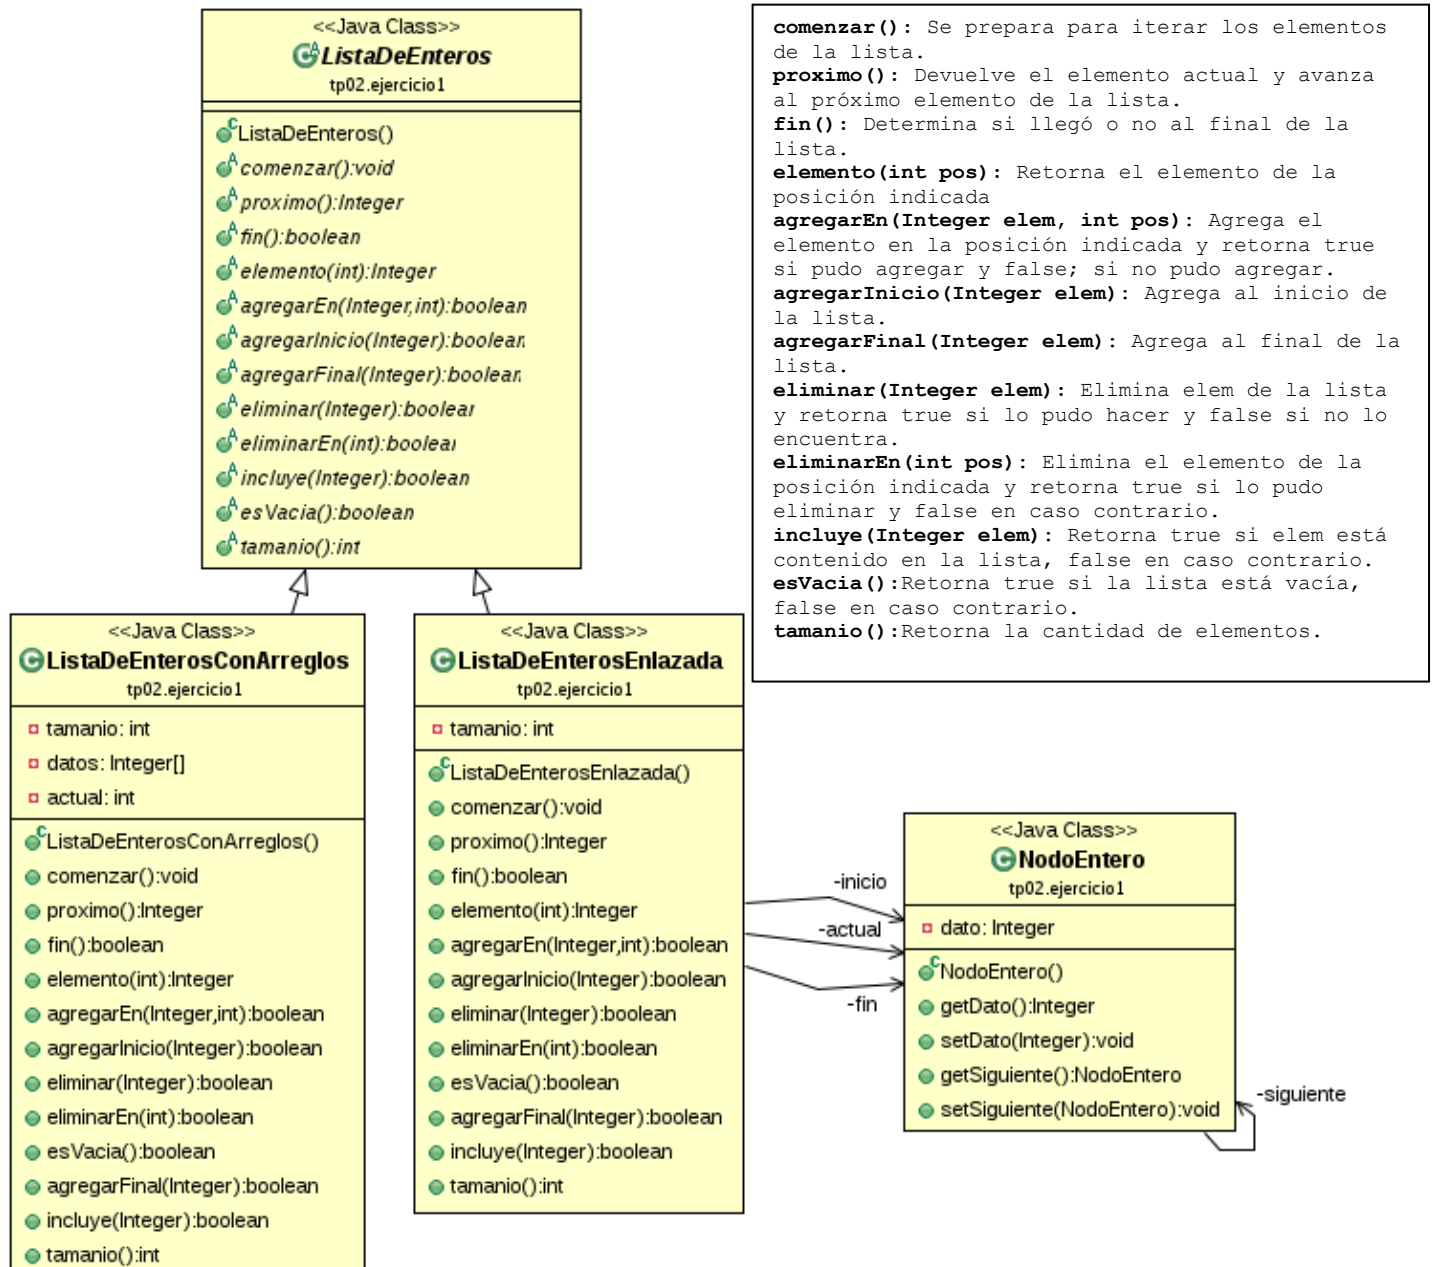 <<Java Class>>
ListaDeEnteros
tp02.ejercicio1
ListaDeEnteros()
comenzar():void
proximo():Integer
fin():boolean
elemento(int):Integer
agregarEn(Integer,int):boolean
agregarInicio(Integer):boolean
agregarFinal(Integer):boolean
eliminar(Integer):boolean
eliminarEn(int):boolean
incluye(Integer):boolean
esVacia():boolean
tamanio():int
comenzar(): Se prepara para iterar los elementos
de la lista.
proximo(): Devuelve el elemento actual y avanza
al próximo elemento de la lista.
fin(): Determina si llegó o no al final de la
lista.
elemento(int pos): Retorna el elemento de la
posición indicada
agregarEn(Integer elem, int pos): Agrega el
elemento en la posición indicada y retorna true
si pudo agregar y false; si no pudo agregar.
agregarInicio(Integer elem): Agrega al inicio de
la lista.
agregarFinal(Integer elem): Agrega al final de la
lista.
eliminar(Integer elem): Elimina elem de la lista
y retorna true si lo pudo hacer y false si no lo
encuentra.
eliminarEn(int pos): Elimina el elemento de la
posición indicada y retorna true si lo pudo
eliminar y false en caso contrario.
incluye(Integer elem): Retorna true si elem está
contenido en la lista, false en caso contrario.
esVacia():Retorna true si la lista está vacía,
false en caso contrario.
tamanio():Retorna la cantidad de elementos.
<<Java Class>>
ListaDeEnterosConArreglos
tp02.ejercicio1
tamanio: int
datos: Integer[]
actual: int
ListaDeEnterosConArreglos()
comenzar():void
proximo():Integer
fin():boolean
elemento(int):Integer
agregarEn(Integer,int):boolean
agregarInicio(Integer):boolean
eliminar(Integer):boolean
eliminarEn(int):boolean
esVacia():boolean
agregarFinal(Integer):boolean
incluye(Integer):boolean
tamanio():int
<<Java Class>>
ListaDeEnterosEnlazada
tp02.ejercicio1
tamanio: int
ListaDeEnterosEnlazada()
comenzar():void
proximo():Integer
fin():boolean
elemento(int):Integer
agregarEn(Integer,int):boolean
agregarInicio(Integer):boolean
eliminar(Integer):boolean
eliminarEn(int):boolean
esVacia():boolean
agregarFinal(Integer):boolean
incluye(Integer):boolean
tamanio():int
-inicio
-actual
-fin
<<Java Class>>
NodoEntero
tp02.ejercicio1
dato: Integer
NodoEntero()
getDato():Integer
setDato(Integer):void
getSiguiente():NodoEntero
setSiguiente(NodoEntero):void
-siguiente